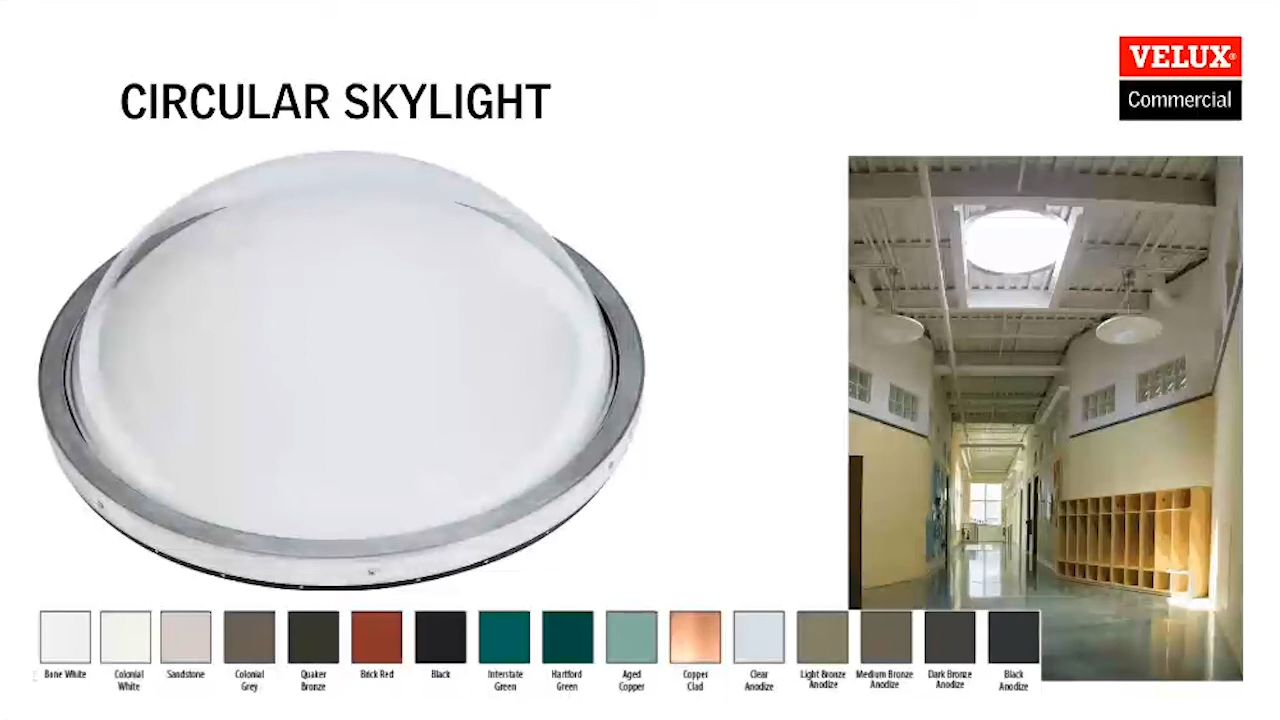 VELUX®
Commercial
CIRCULAR SKYLIGHT
Bone White
Colonial
White
Sandstone
Colonial
Grey
Quaker
Bronze
Brick Red
Black
Interstate
Green
Hartford
Green
Aged
Copper
Copper
Clad
Clear
Anodize
Light Bronze
Anodize
Medium Bronze
Anodize
Dark Bronze
Anodize
Black
Anodize